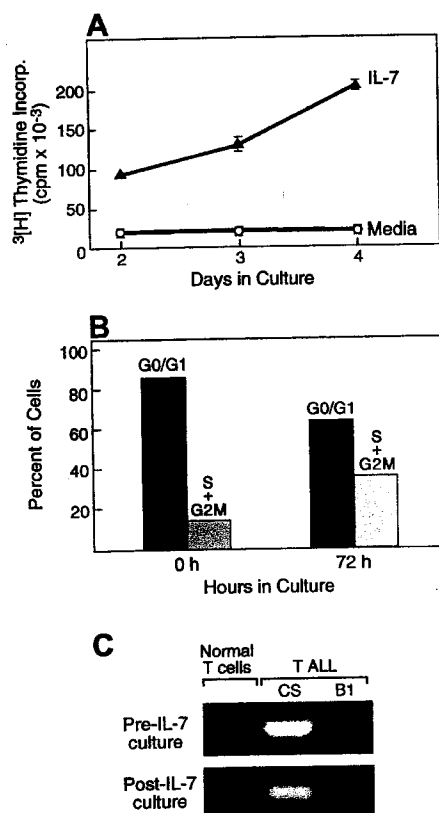 A
3[H] Thymidine Incorp.
(cpm x 10-3)
200
150
100
50
0
IL-7
Media
2 3 4
Days in Culture
B
Percent of Cells
100
80
60
40
20
G0/G1
S
+
G2M
G0/G1
S
+
G2M
0 h 72 h
Hours in Culture
C
Normal
T cells
T ALL
CS B1
Pre-IL-7
culture
Post-IL-7
culture